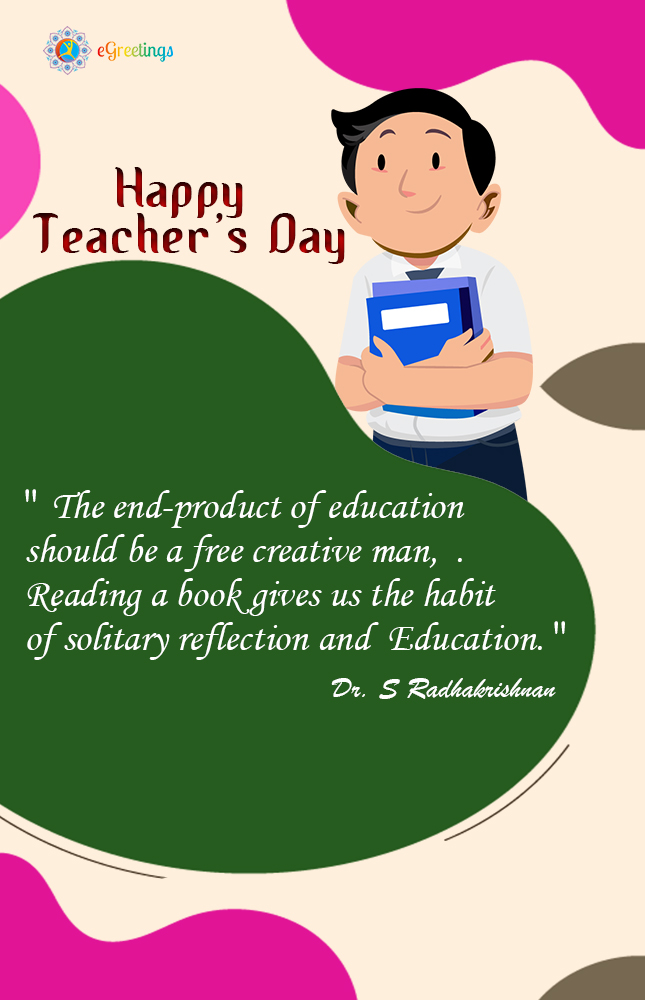 eGreetings
Happy
Teacher's Day
" The end-product of education
should be a free creative man, .
Reading a book gives us the habit
of solitary reflection and Education. "
Dr. S Radhakrishnan